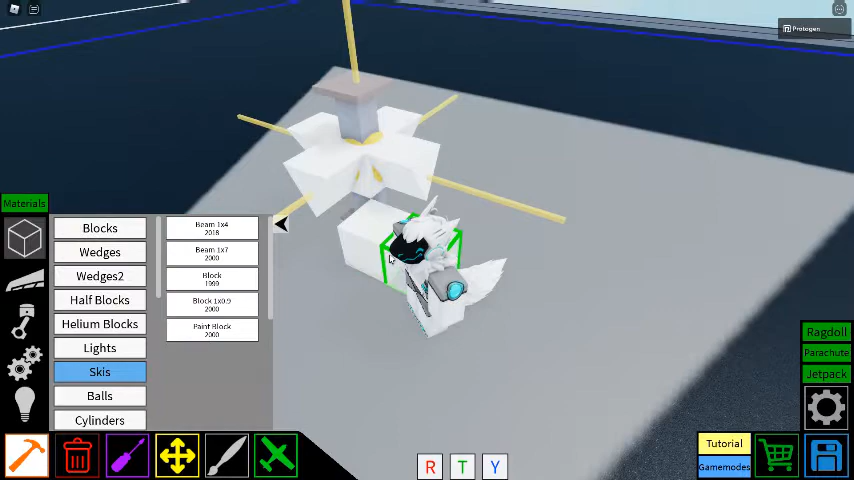 Protogen
Materials
Blocks
Wedges
Wedges2
Half Blocks
Helium Blocks
Lights
Skis
Balls
Cylinders
Beam 1x4
2018
Beam 1x7
2000
Block
1999
Block 1x0.9
2000
Paint Block
2000
Ragdoll
Parachute
Jetpack
R
T
Y
Tutorial
Gamemodes